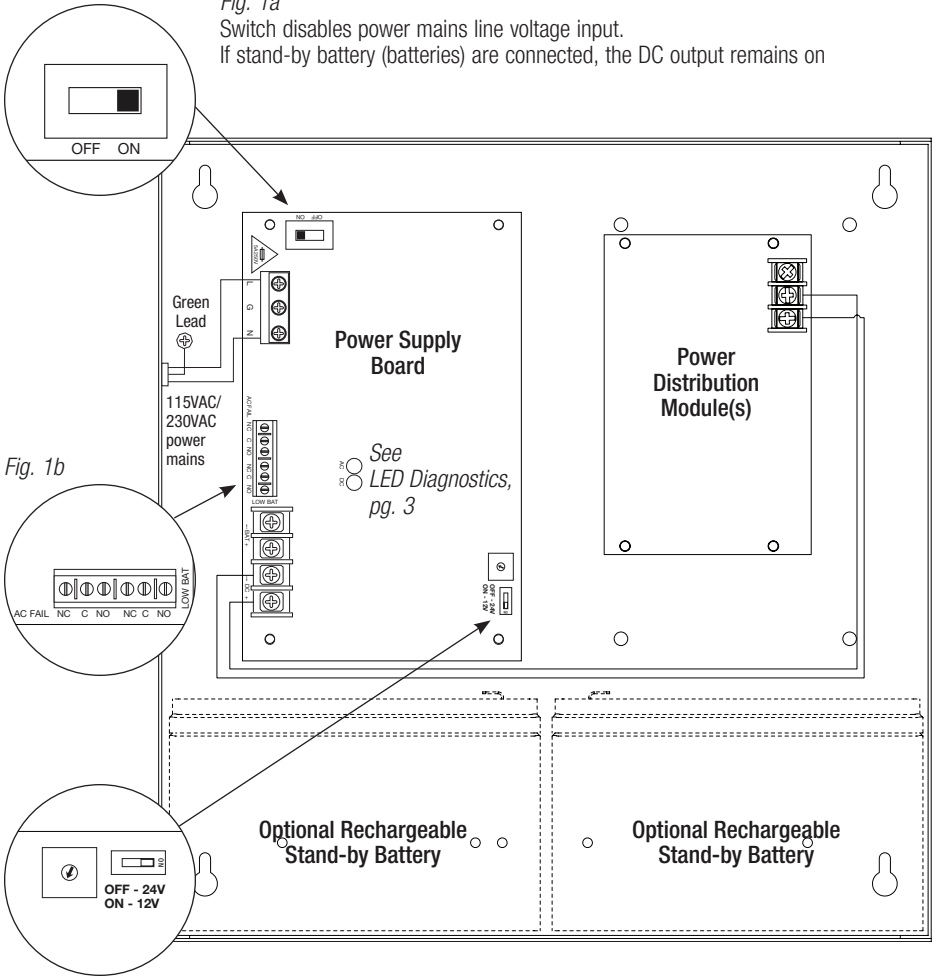 Fig. 1a
Switch disables power mains line voltage input.
If stand-by battery (batteries) are connected, the DC output remains on
OFF ON
ON OFF
5A/250V
L
G
N
Green
Lead
115VAC/
230VAC
power
mains
Power Supply
Board
Power
Distribution
Module(s)
AC FAIL NC C NO NC C NO
LOW BAT
AC
DC
See
LED Diagnostics,
pg. 3
– BAT +
– DC +
OFF - 24V
ON - 12V
Fig. 1b
AC FAIL NC C NO NC C NO
LOW BAT
ON
OFF - 24V
ON - 12V
Optional Rechargeable
Stand-by Battery
Optional Rechargeable
Stand-by Battery